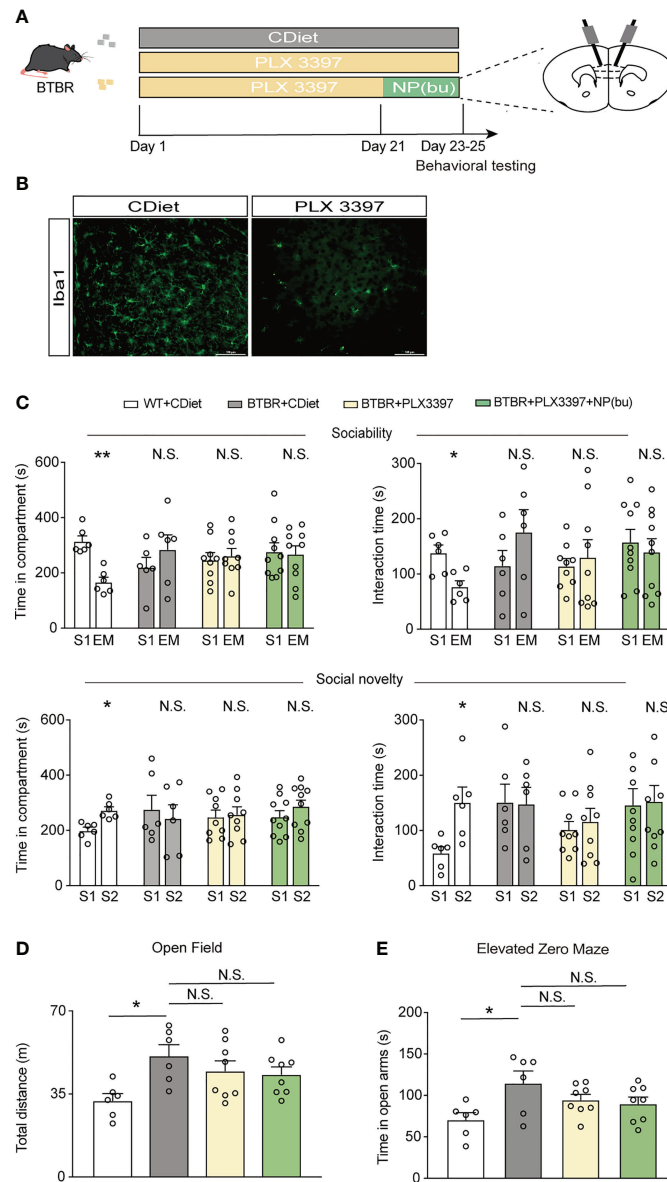 A
CDiet
PLX 3397
PLX 3397 NP(bu)
BTBR
Day 1 Day 21 Day 23-25
Behavioral testing
B
CDiet PLX 3397
Iba1
C
WT+CDiet BTBR+CDiet BTBR+PLX3397 BTBR+PLX3397+NP(bu)
Sociability
** N.S. N.S. N.S.
Time in compartment (s)
600
400
200
0
S1 EM S1 EM S1 EM S1 EM
* N.S. N.S. N.S.
Interaction time (s)
300
200
100
0
S1 EM S1 EM S1 EM S1 EM
Social novelty
* N.S. N.S. N.S.
Time in compartment (s)
600
400
200
0
S1 S2 S1 S2 S1 S2 S1 S2
* N.S. N.S. N.S.
Interaction time (s)
300
200
100
0
S1 S2 S1 S2 S1 S2 S1 S2
D
Open Field
N.S.
* N.S.
Total distance (m)
70
35
0
E
Elevated Zero Maze
N.S.
* N.S.
Time in open arms (s)
200
150
100
50
0